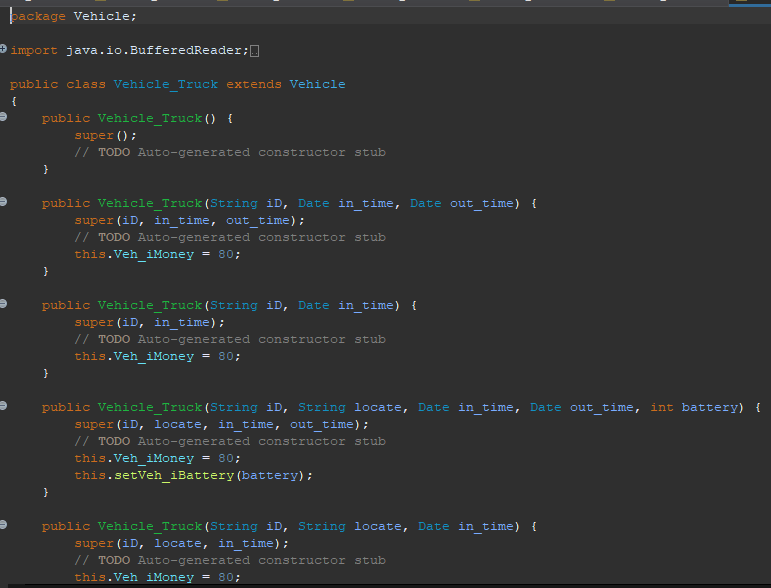 package Vehicle;
import java.io.BufferedReader;
public class Vehicle_Truck extends Vehicle
{
public Vehicle_Truck() {
super();
// TODO Auto-generated constructor stub
}
public Vehicle_Truck(String iD, Date in_time, Date out_time) {
super(iD, in_time, out_time);
// TODO Auto-generated constructor stub
this.Veh_iMoney = 80;
}
public Vehicle_Truck(String iD, Date in_time) {
super(iD, in_time);
// TODO Auto-generated constructor stub
this.Veh_iMoney = 80;
}
public Vehicle_Truck(String iD, String locate, Date in_time, Date out_time, int battery) {
super(iD, locate, in_time, out_time);
// TODO Auto-generated constructor stub
this.Veh_iMoney = 80;
this.setVeh_iBattery(battery);
}
public Vehicle_Truck(String iD, String locate, Date in_time) {
super(iD, locate, in_time);
// TODO Auto-generated constructor stub
this.Veh_iMoney = 80;